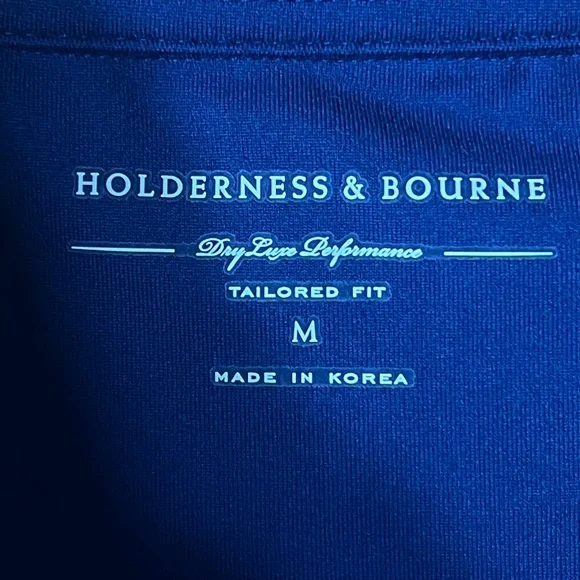 HOLDERNESS & BOURNE
Dry Luxe Performance
TAILORED FIT
M
MADE IN KOREA